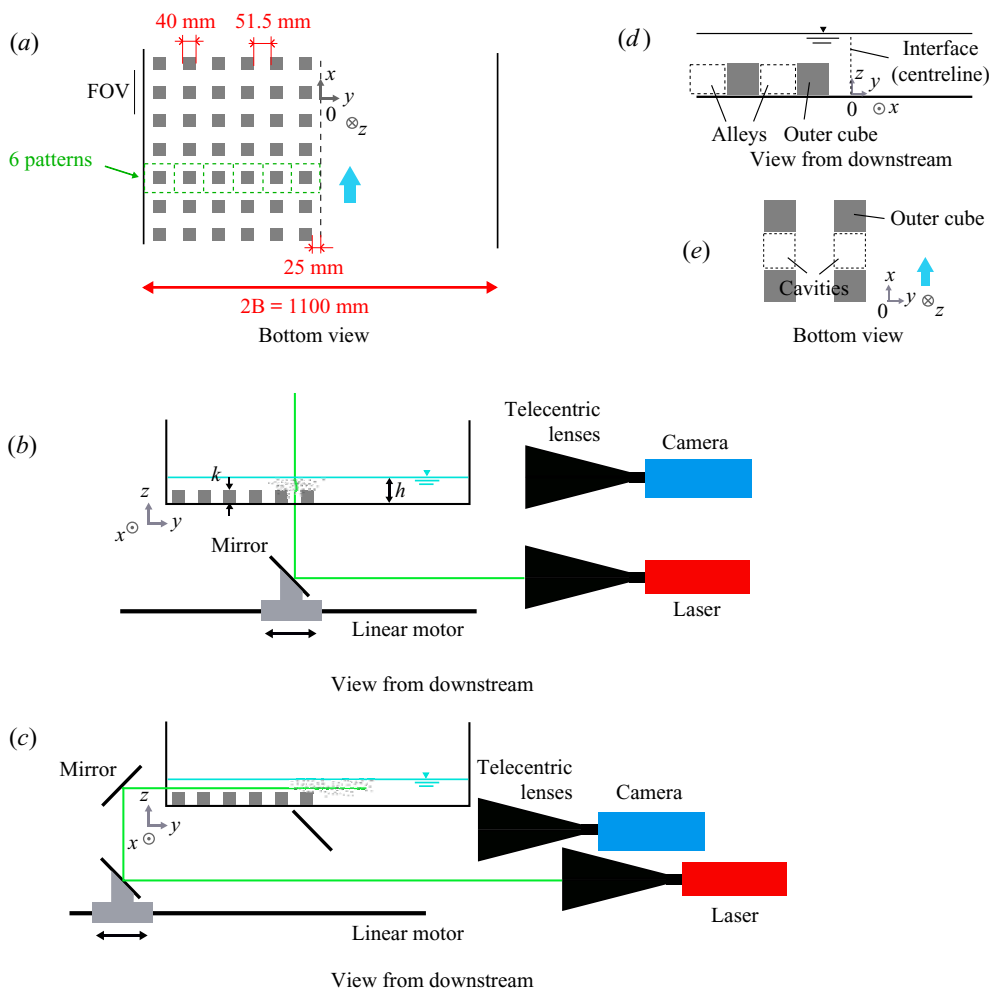 (a)
40 mm
51.5 mm
FOV
x
y
0
z
6 patterns
25 mm
2B = 1100 mm
Bottom view
(d)
Interface
(centreline)
z
y
0
x
Alleys
Outer cube
View from downstream
(e)
Outer cube
Cavities
x
0
y
z
Bottom view
(b)
Telecentric
lenses
Camera
k
h
z
x
y
Mirror
Laser
Linear motor
View from downstream
(c)
Mirror
Telecentric
lenses
Camera
z
x
y
Laser
Linear motor
View from downstream